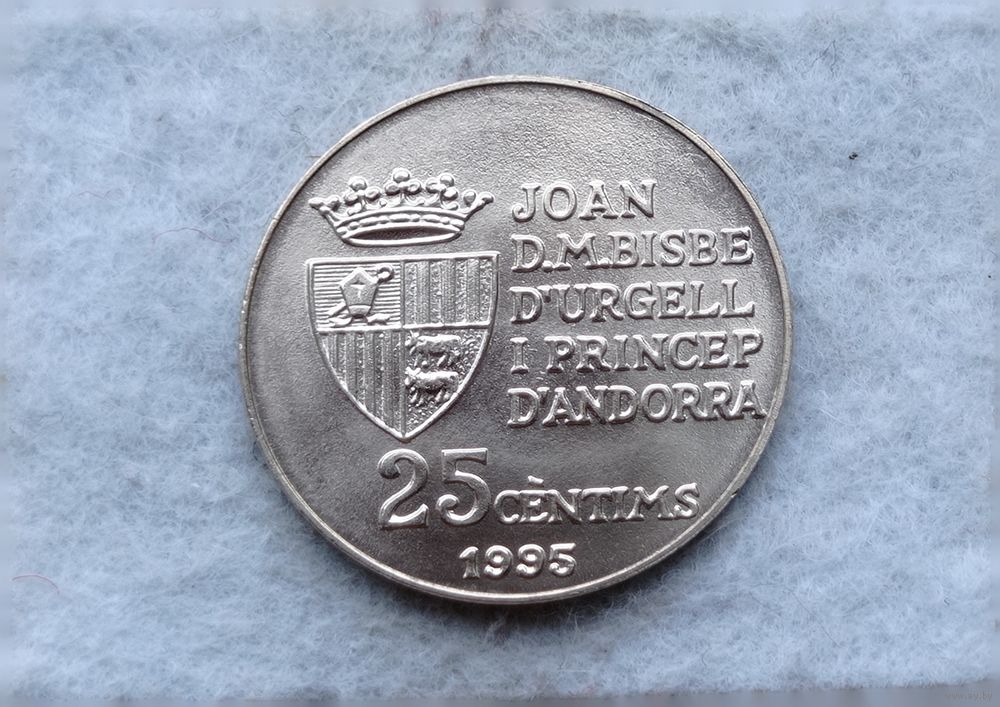 JOAN
D.M.BISBE
D'URGELL
I PRINCEP
D'ANDORRA
25 CÈNTIMS
1995